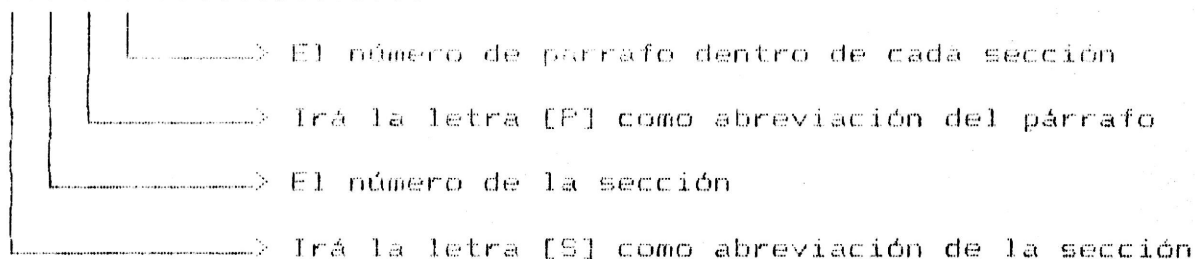 El número de párrafo dentro de cada sección
Irá la letra [P] como abreviación del párrafo
El número de la sección
Irá la letra [S] como abreviación de la sección